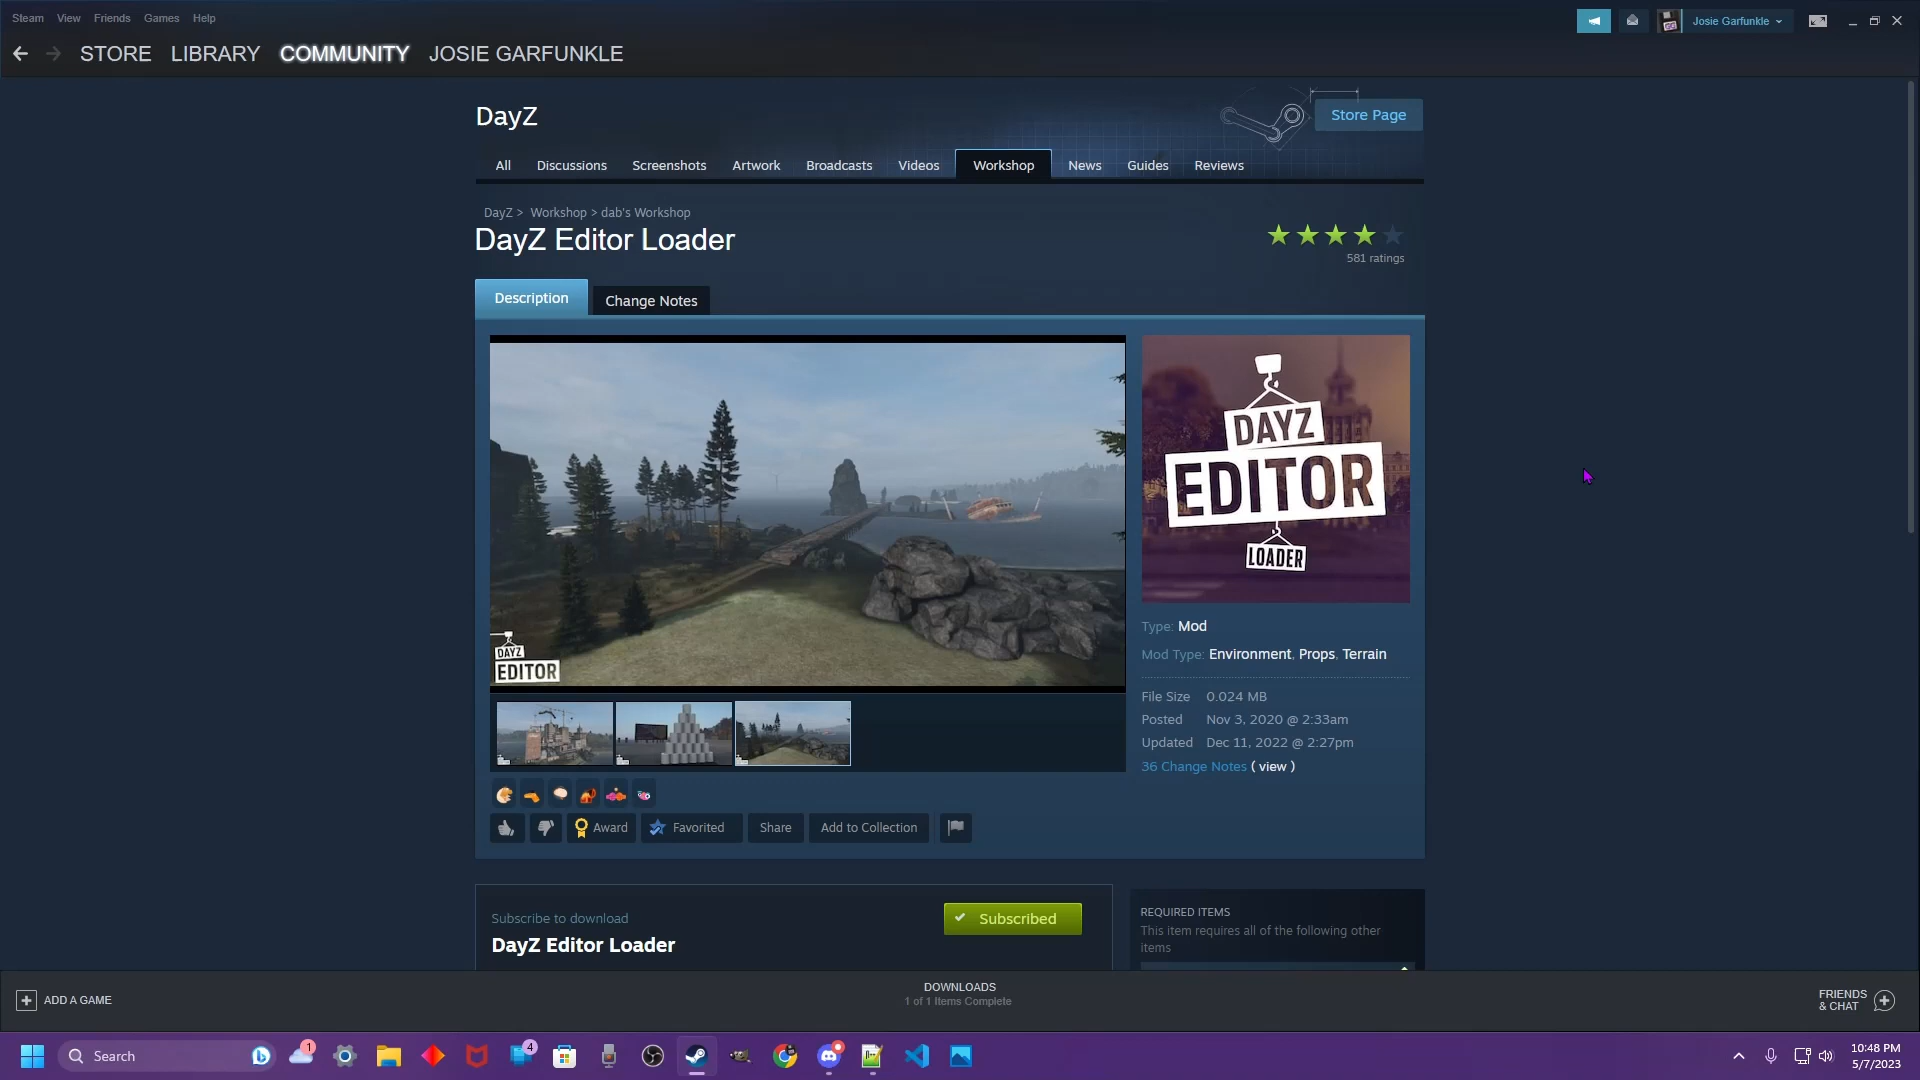 Steam View Friends Games Help
Josie Garfunkle
STORE LIBRARY COMMUNITY JOSIE GARFUNKLE
DayZ
Store Page
All Discussions Screenshots Artwork Broadcasts Videos Workshop News Guides Reviews
DayZ > Workshop > dab's Workshop
DayZ Editor Loader
581 ratings
Description Change Notes
DAYZ
EDITOR
LOADER
DAYZ
EDITOR
Type: Mod
Mod Type: Environment, Props, Terrain
File Size 0.024 MB
Posted Nov 3, 2020 @ 2:33am
Updated Dec 11, 2022 @ 2:27pm
36 Change Notes ( view )
Award Favorited Share Add to Collection
Subscribe to download
DayZ Editor Loader
Subscribed
REQUIRED ITEMS
This item requires all of the following other
items
ADD A GAME
DOWNLOADS
1 of 1 Items Complete
FRIENDS
& CHAT
Search
1
4
10:48 PM
5/7/2023